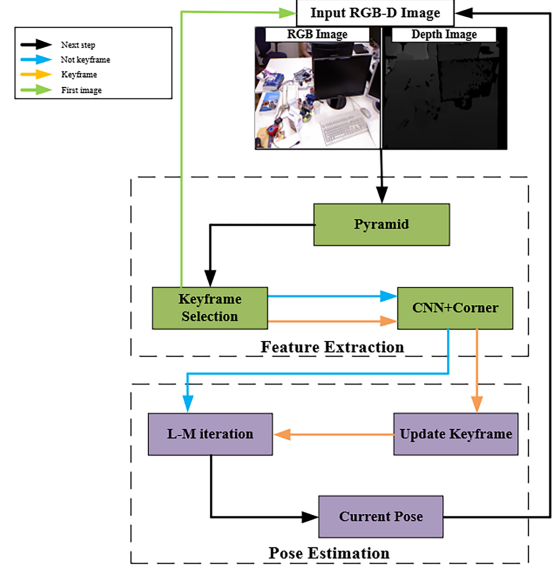 Input RGB-D Image
RGB Image
Depth Image
Next step
Not keyframe
Keyframe
First image
Pyramid
Keyframe
Selection
CNN+Corner
Feature Extraction
L-M iteration
Update Keyframe
Current Pose
Pose Estimation